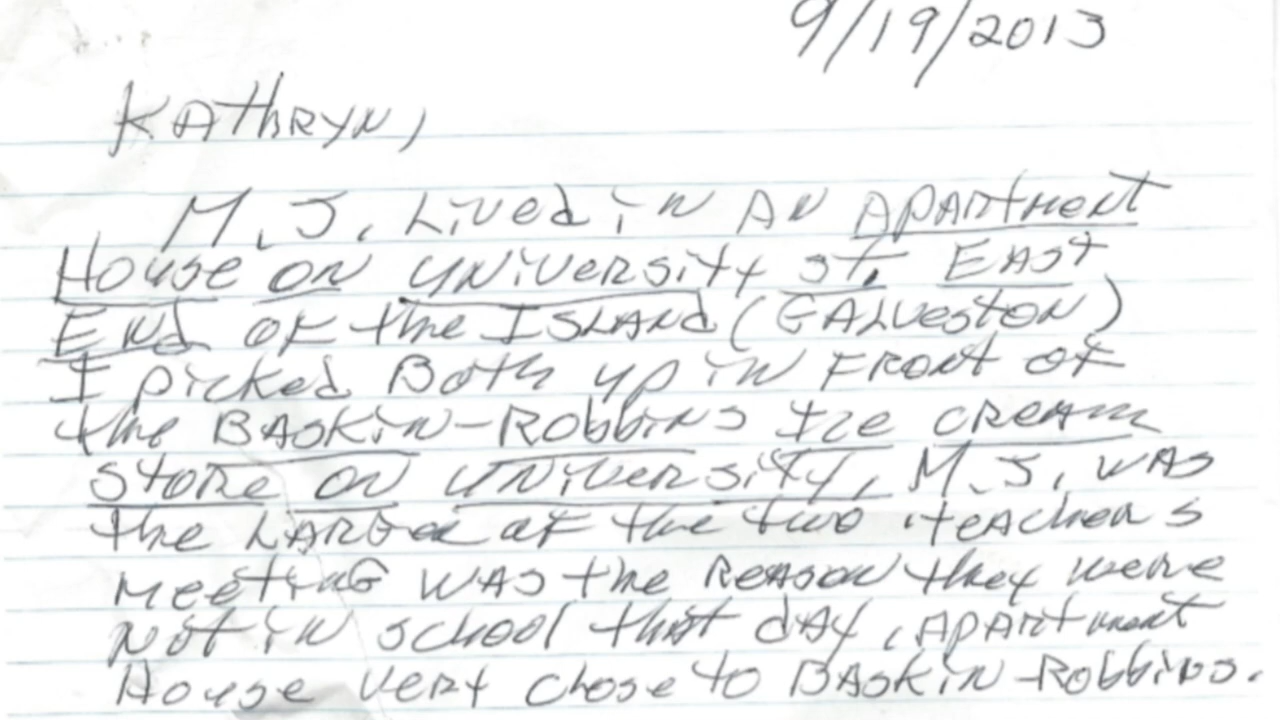 9/19/2013
Kathryn,
M.J. Lived in an apartment
House on University st. East
End of the Island (Galveston)
I picked Both up in Front of
the Baskin-Robbins Ice cream
store on University, M.J. was
the Larger of the two, teachers
meeting was the reason they were
not in school that day, apartment
House very close to Baskin-Robbins.